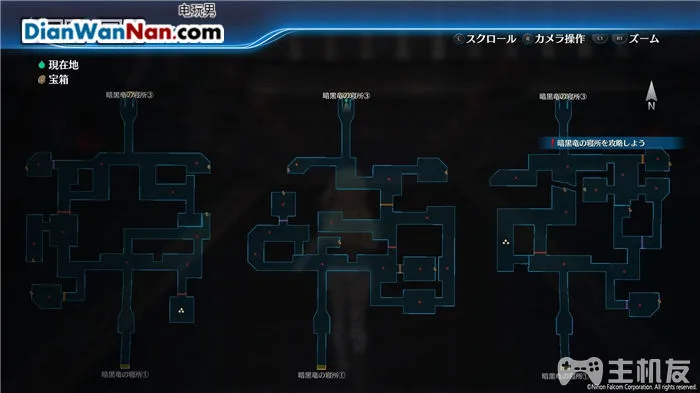 电玩男
DianWanNan.com
L スクロール R カメラ操作 L1 R1 ズーム
現在地
宝箱
N
暗黒竜の寝所③
暗黒竜の寝所③
暗黒竜の寝所③
! 暗黒竜の寝所を攻略しよう
暗黒竜の寝所①
暗黒竜の寝所①
暗黒竜の寝所①
主机友
©Nihon Falcom Corporation. All rights reserved.